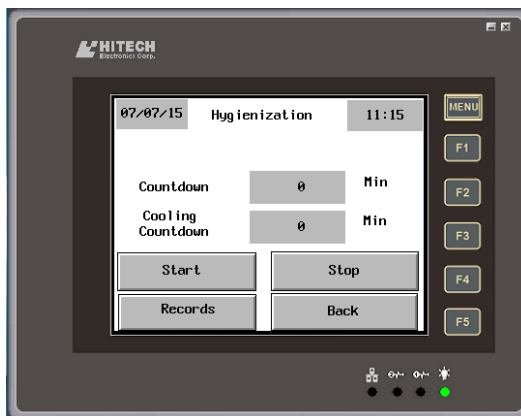 HITECH
Electronics Corp.
07/07/15 Hygienization 11:15
MENU
F1
Countdown 0 Min
F2
Cooling
Countdown 0 Min
F3
Start Stop
F4
Records Back
F5